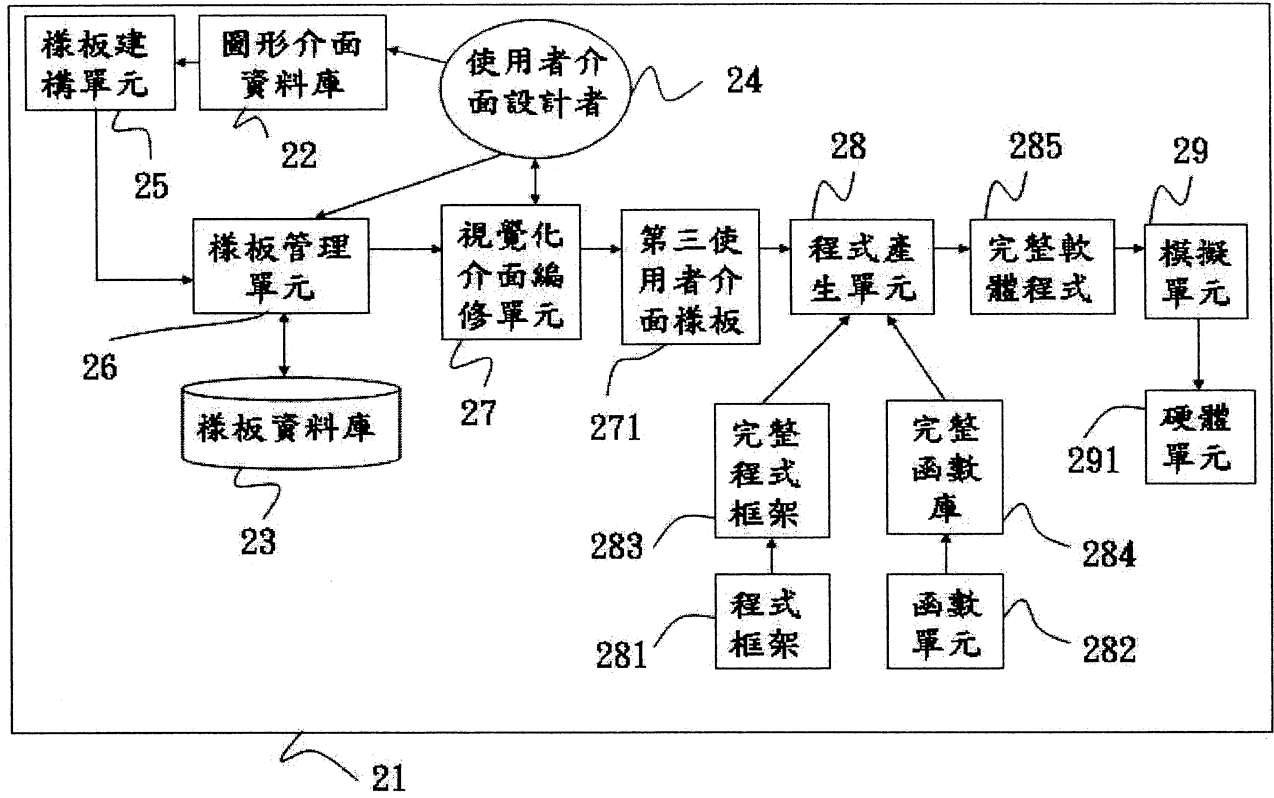 樣板建
構單元
圖形介面
資料庫
使用者介
面設計者
24
25
22
28
285
29
樣板管理
單元
視覺化
介面編
修單元
第三使
用者介
面樣板
程式產
生單元
完整軟
體程式
模擬
單元
26
27
271
樣板資料庫
23
完整
程式
框架
283
完整
函數
庫
284
硬體
單元
291
程式
框架
281
函數
單元
282
21